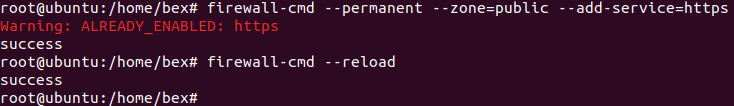 root@ubuntu:/home/bex# firewall-cmd --permanent --zone=public --add-service=https
Warning: ALREADY_ENABLED: https
success
root@ubuntu:/home/bex# firewall-cmd --reload
success
root@ubuntu:/home/bex#